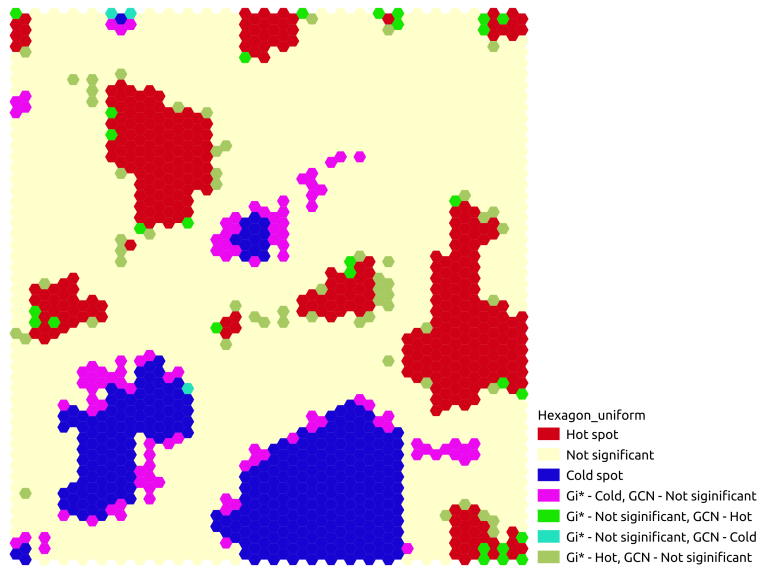 Hexagon_uniform
Hot spot
Not significant
Cold spot
Gi* - Cold, GCN - Not siginificant
Gi* - Not siginificant, GCN - Hot
Gi* - Not siginificant, GCN - Cold
Gi* - Hot, GCN - Not siginificant